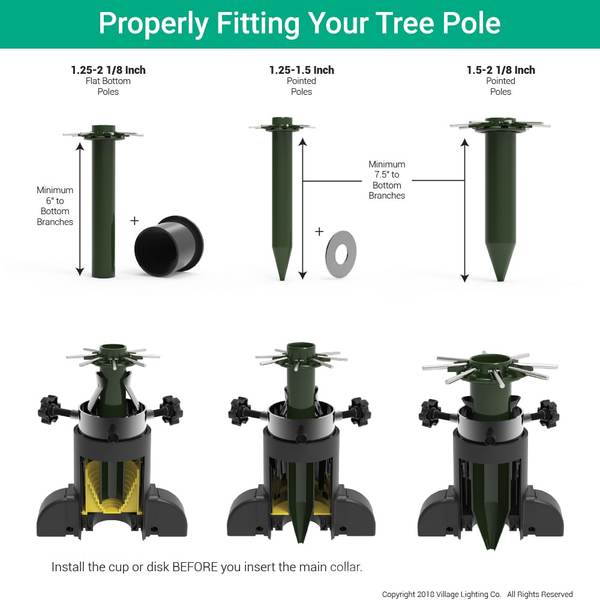 Properly Fitting Your Tree Pole
1.25-2 1/8 Inch
Flat Bottom
Poles
1.25-1.5 Inch
Pointed
Poles
1.5-2 1/8 Inch
Pointed
Poles
Minimum
6" to
Bottom
Branches
+
+
Minimum
7.5" to
Bottom
Branches
Install the cup or disk BEFORE you insert the main collar.
Copyright 2018 Village Lighting Co. All Rights Reserved